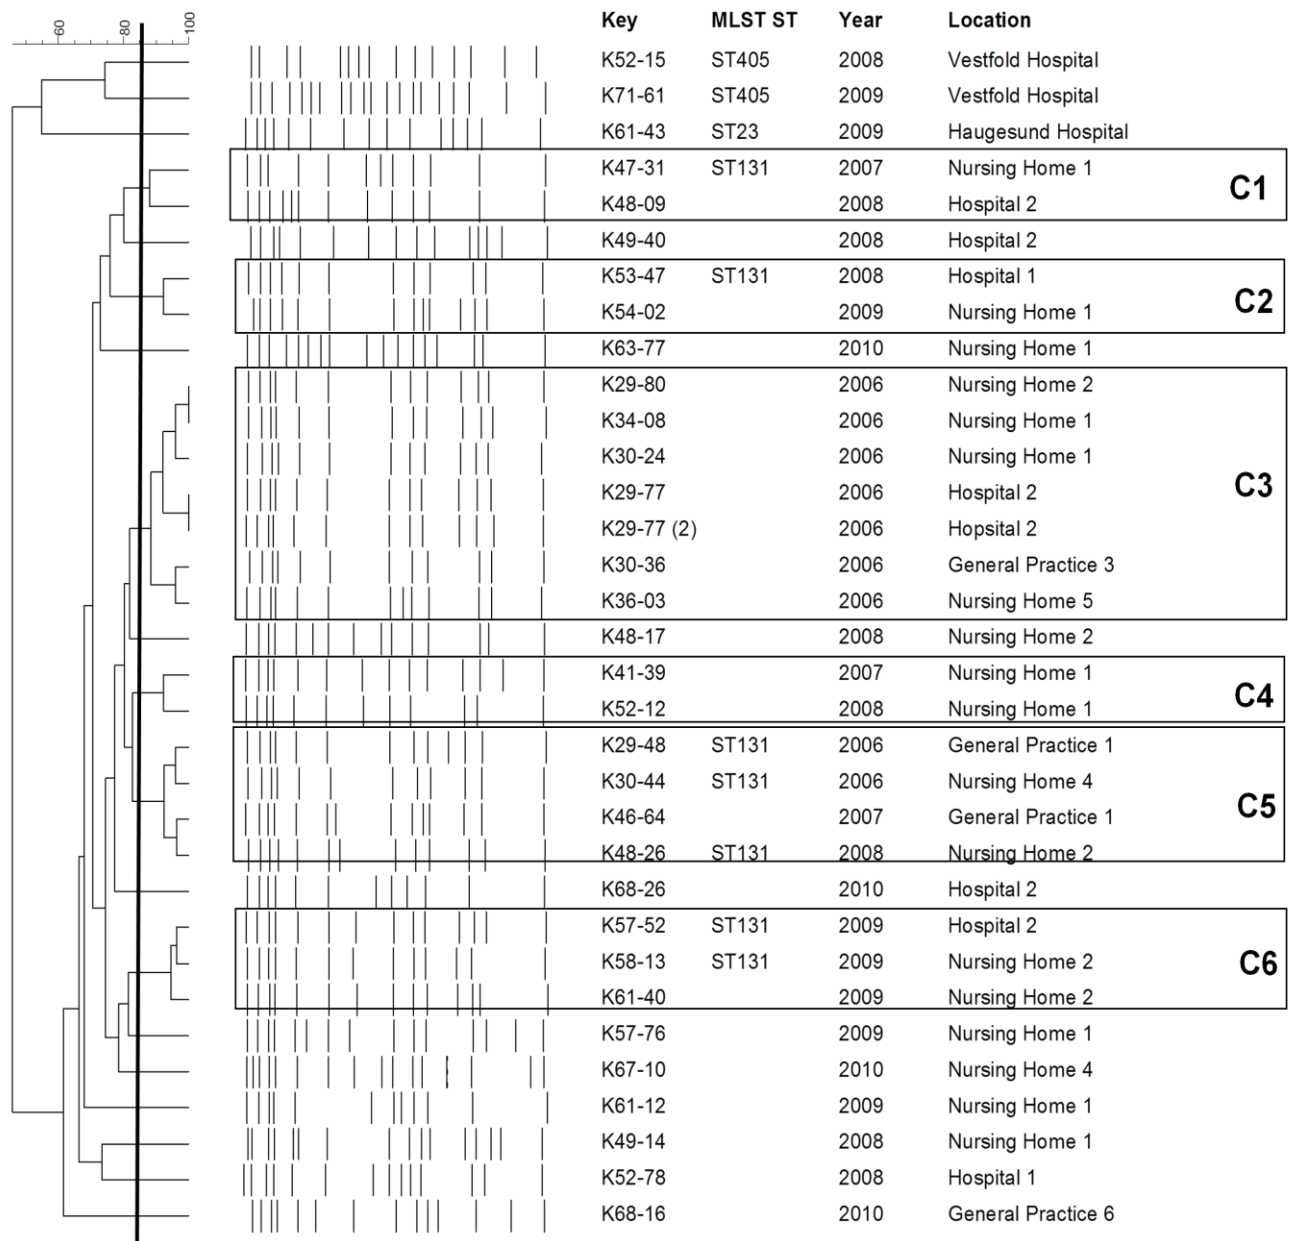 60 80 100
Key MLST ST Year Location
K52-15 ST405 2008 Vestfold Hospital
K71-61 ST405 2009 Vestfold Hospital
K61-43 ST23 2009 Haugesund Hospital
K47-31 ST131 2007 Nursing Home 1
C1
K48-09 2008 Hospital 2
K49-40 2008 Hospital 2
K53-47 ST131 2008 Hospital 1
C2
K54-02 2009 Nursing Home 1
K63-77 2010 Nursing Home 1
K29-80 2006 Nursing Home 2
K34-08 2006 Nursing Home 1
K30-24 2006 Nursing Home 1
C3
K29-77 2006 Hospital 2
K29-77 (2) 2006 Hopsital 2
K30-36 2006 General Practice 3
K36-03 2006 Nursing Home 5
K48-17 2008 Nursing Home 2
K41-39 2007 Nursing Home 1
C4
K52-12 2008 Nursing Home 1
K29-48 ST131 2006 General Practice 1
K30-44 ST131 2006 Nursing Home 4
C5
K46-64 2007 General Practice 1
K48-26 ST131 2008 Nursing Home 2
K68-26 2010 Hospital 2
K57-52 ST131 2009 Hospital 2
K58-13 ST131 2009 Nursing Home 2
C6
K61-40 2009 Nursing Home 2
K57-76 2009 Nursing Home 1
K67-10 2010 Nursing Home 4
K61-12 2009 Nursing Home 1
K49-14 2008 Nursing Home 1
K52-78 2008 Hospital 1
K68-16 2010 General Practice 6